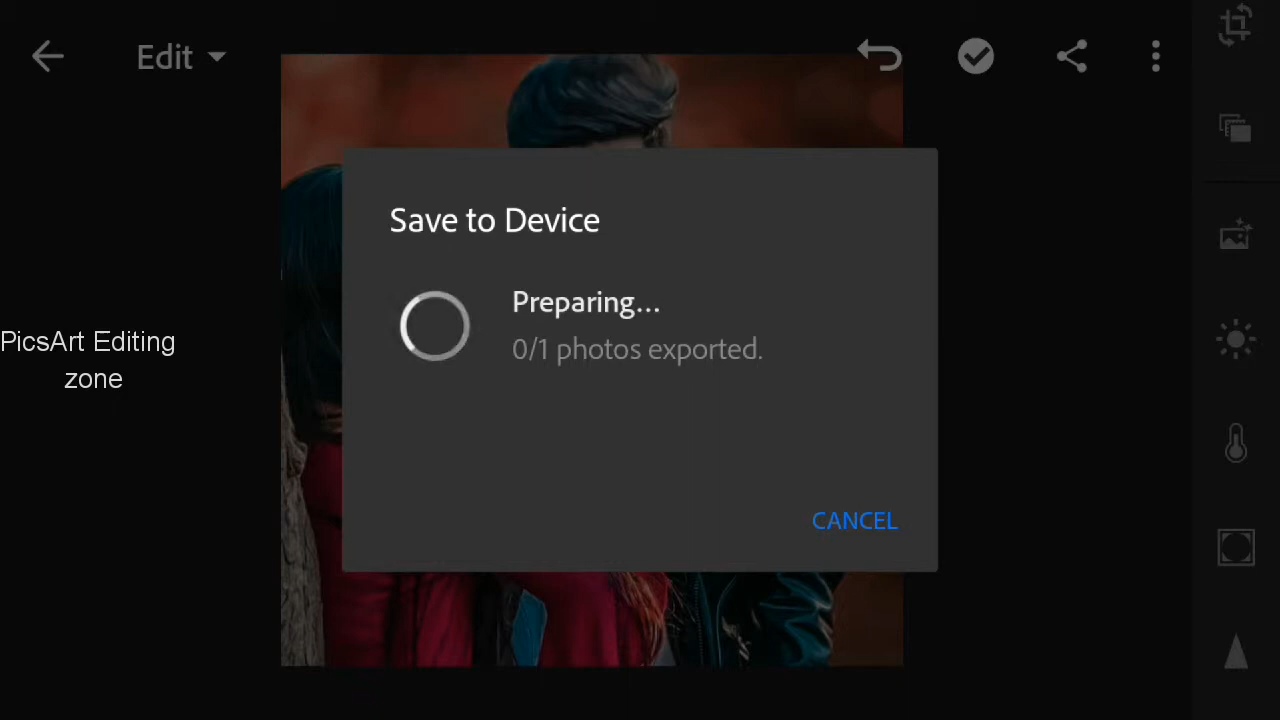 Edit
Save to Device
Preparing...
0/1 photos exported.
PicsArt Editing
zone
CANCEL